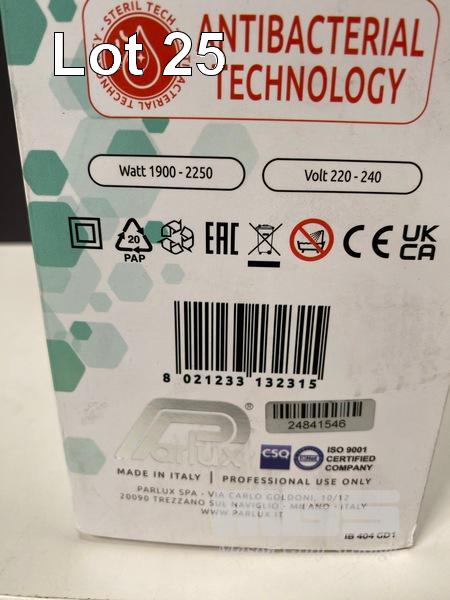 Lot 25
STERIL TECH
ANTIBACTERIAL
TECHNOLOGY
Watt 1900 - 2250
Volt 220 - 240
20
PAP
EAC
CE
UK
CA
8 021233 132315
Parlux®
24841546
CSQ
ISO 9001
CERTIFIED
COMPANY
MADE IN ITALY | PROFESSIONAL USE ONLY
PARLUX SPA - VIA CARLO GOLDONI, 10/12
20090 TREZZANO SUL NAVIGLIO - MILANO - ITALY
WWW.PARLUX.IT
IB 404 GD1